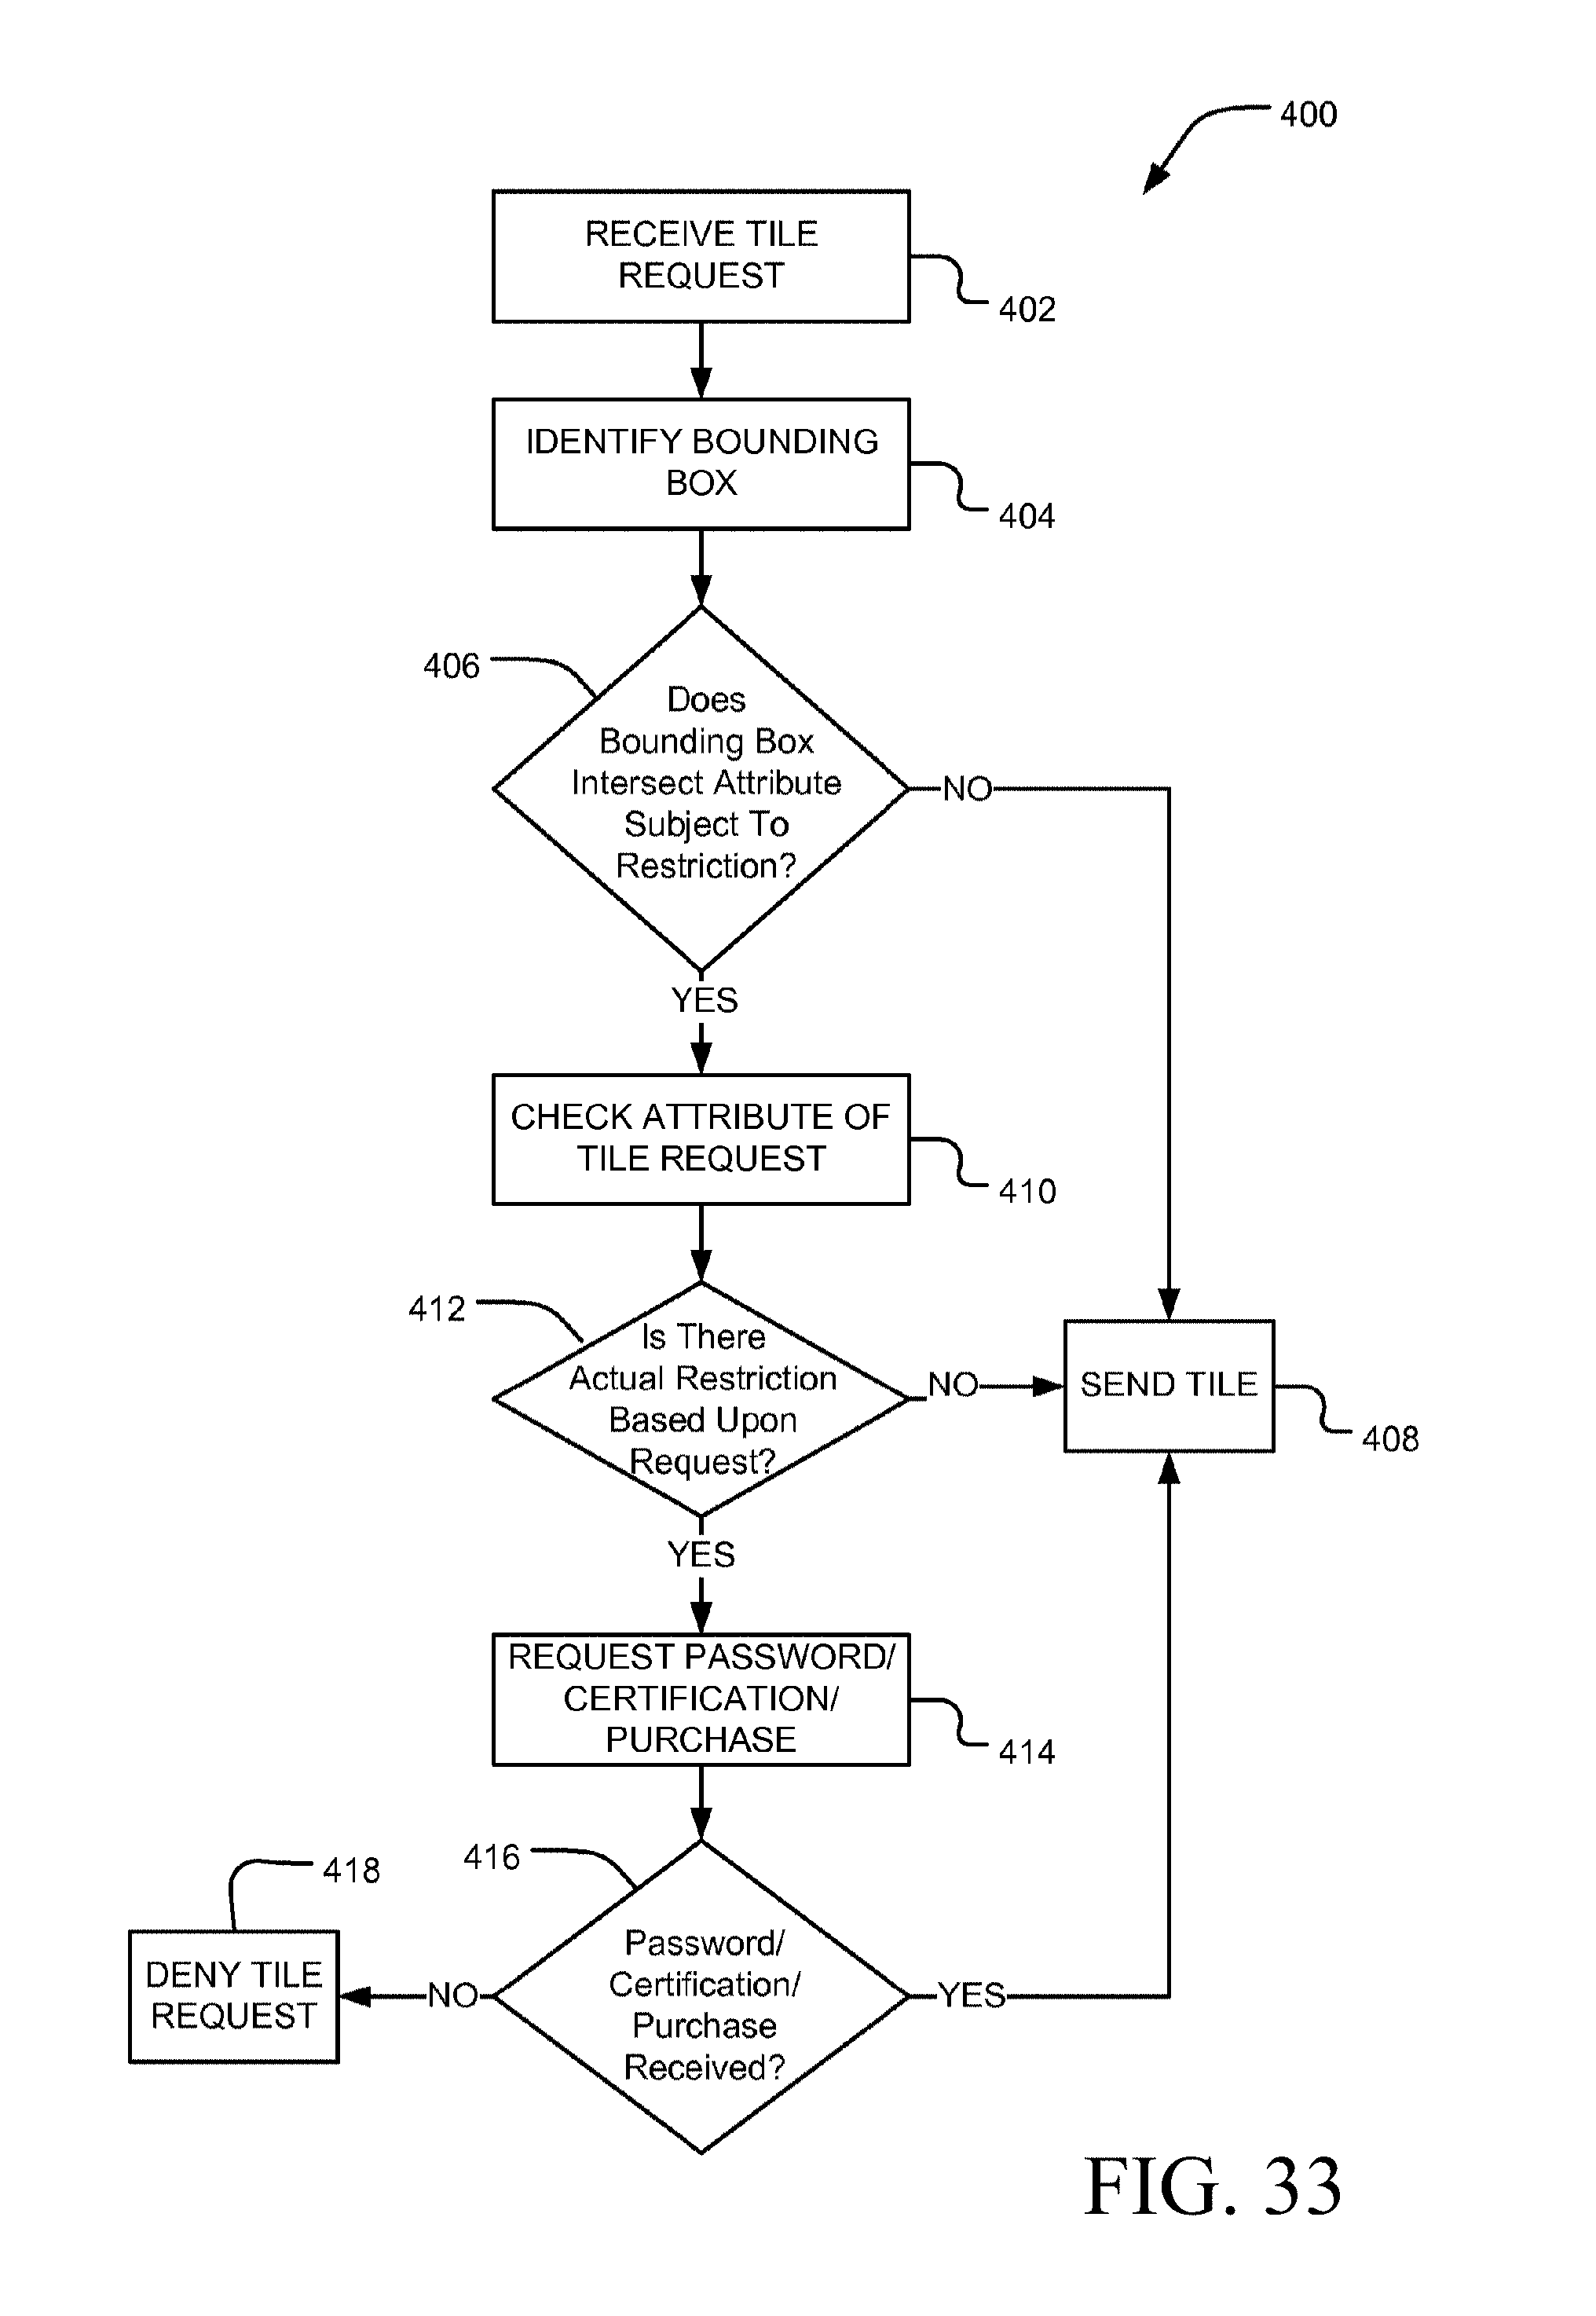 400
RECEIVE TILE
REQUEST
402
IDENTIFY BOUNDING
BOX
404
406
Does
Bounding Box
Intersect Attribute
Subject To
Restriction?
NO
YES
CHECK ATTRIBUTE OF
TILE REQUEST
410
412
Is There
Actual Restriction
Based Upon
Request?
NO
SEND TILE
408
YES
REQUEST PASSWORD/
CERTIFICATION/
PURCHASE
414
416
Password/
Certification/
Purchase
Received?
NO
YES
418
DENY TILE
REQUEST
FIG. 33